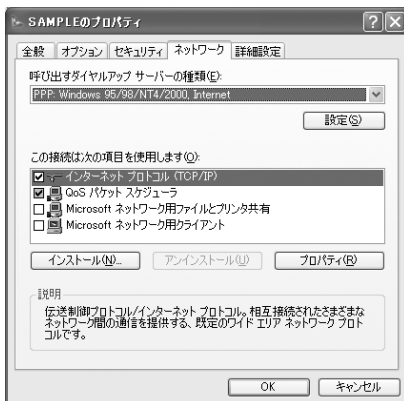 SAMPLEのプロパティ
全般 オプション セキュリティ ネットワーク 詳細設定
呼び出すダイヤルアップ サーバーの種類(E):
PPP: Windows 95/98/NT4/2000, Internet
設定(S)
この接続は次の項目を使用します(O):
インターネット プロトコル (TCP/IP)
QoS パケット スケジューラ
Microsoft ネットワーク用ファイルとプリンタ共有
Microsoft ネットワーク用クライアント
インストール(N)... アンインストール(U) プロパティ(R)
説明
伝送制御プロトコル/インターネット プロトコル。相互接続されたさまざまな
ネットワーク間の通信を提供する、既定のワイド エリア ネットワーク プロト
コルです。
OK キャンセル